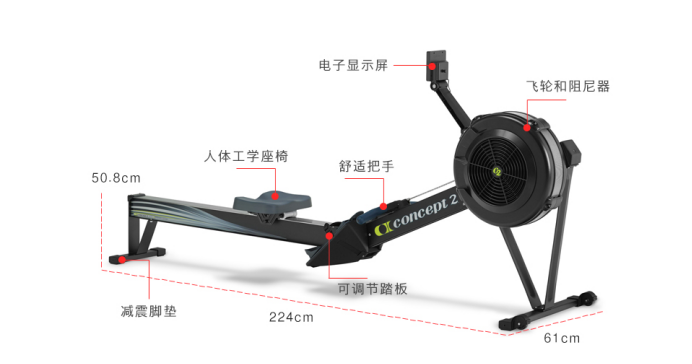 电子显示屏
飞轮和阻尼器
人体工学座椅
舒适把手
50.8cm
concept 2
可调节踏板
减震脚垫
224cm
61cm